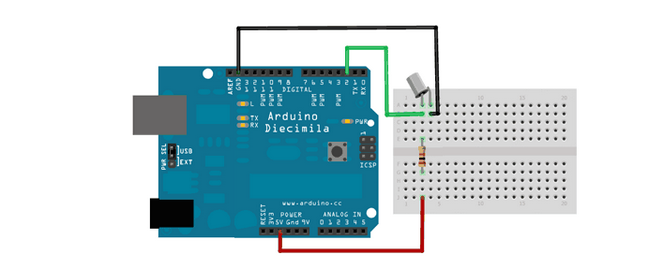 AREF
GND
13
12
11
10
9
8
7
6
5
4
3
2
1
0
PWM
PWM
PWM
PWM
PWM
PWM
TX
RX
DIGITAL
L
TX
RX
Arduino
Diecimila
PWR
1
ICSP
PWR SEL
USB
EXT
www.arduino.cc
POWER
ANALOG IN
RESET
3V3
5V Gnd 9V
0 1 2 3 4 5